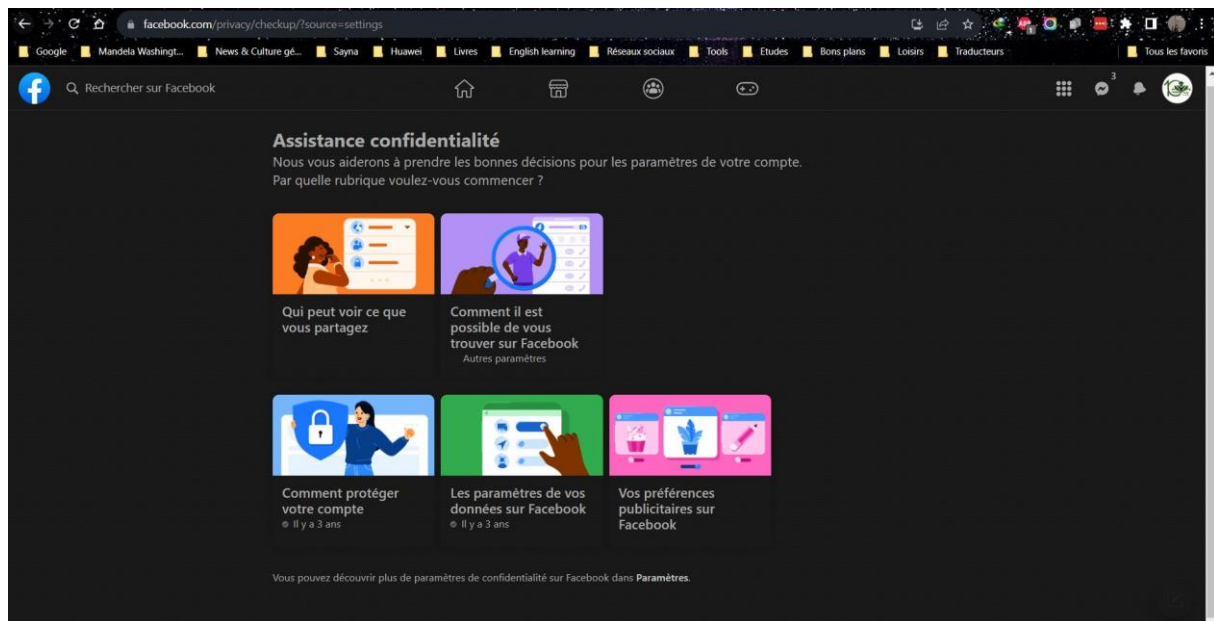 facebook.com/privacy/checkup/?source=settings
Google Mandela Washingt... News & Culture gé... Sayna Huawei Livres English learning Réseaux sociaux Tools Etudes Bons plans Loisirs Traducteurs Tous les favoris
Rechercher sur Facebook
3
Assistance confidentialité
Nous vous aiderons à prendre les bonnes décisions pour les paramètres de votre compte.
Par quelle rubrique voulez-vous commencer ?
Qui peut voir ce que
vous partagez
Comment il est
possible de vous
trouver sur Facebook
Autres paramètres
Comment protéger
votre compte
Il y a 3 ans
Les paramètres de vos
données sur Facebook
Il y a 3 ans
Vos préférences
publicitaires sur
Facebook
Vous pouvez découvrir plus de paramètres de confidentialité sur Facebook dans Paramètres.